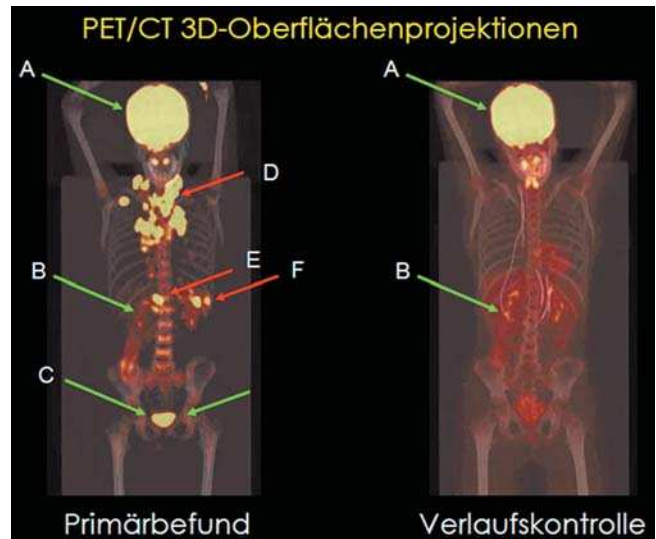 PET/CT 3D-Oberflächenprojektionen
A
D
E
F
B
C
A
B
Primärbefund
Verlaufskontrolle